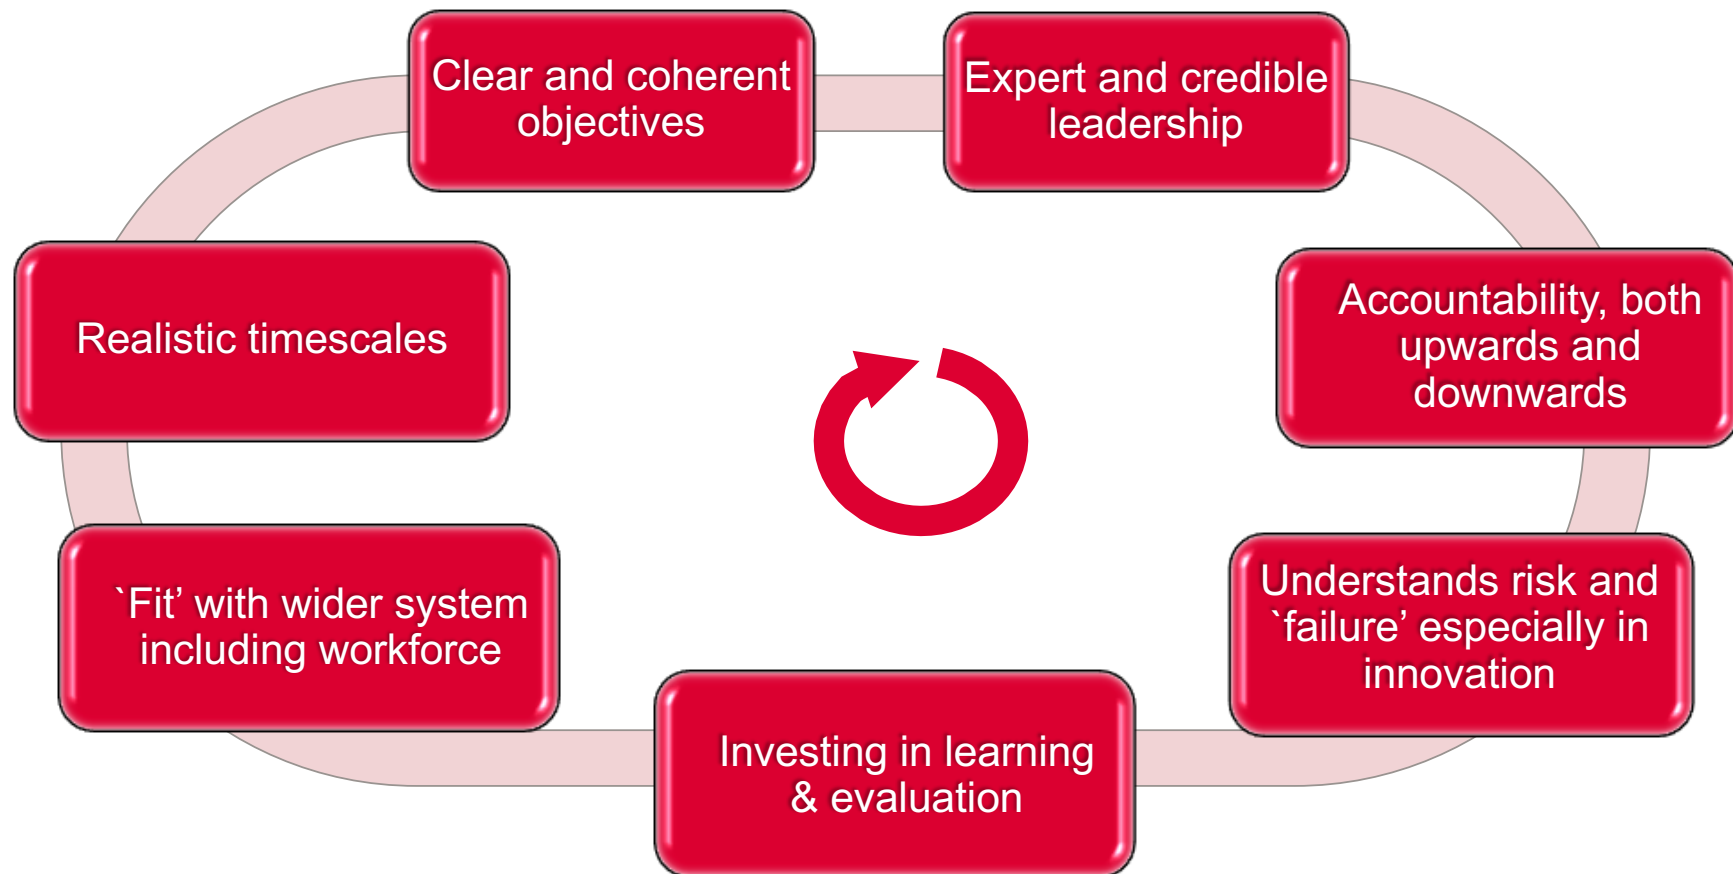 Clear and coherent
objectives
Expert and credible
leadership
Accountability, both
upwards and
downwards
Understands risk and
`failure’ especially in
innovation
Investing in learning
& evaluation
`Fit’ with wider system
including workforce
Realistic timescales